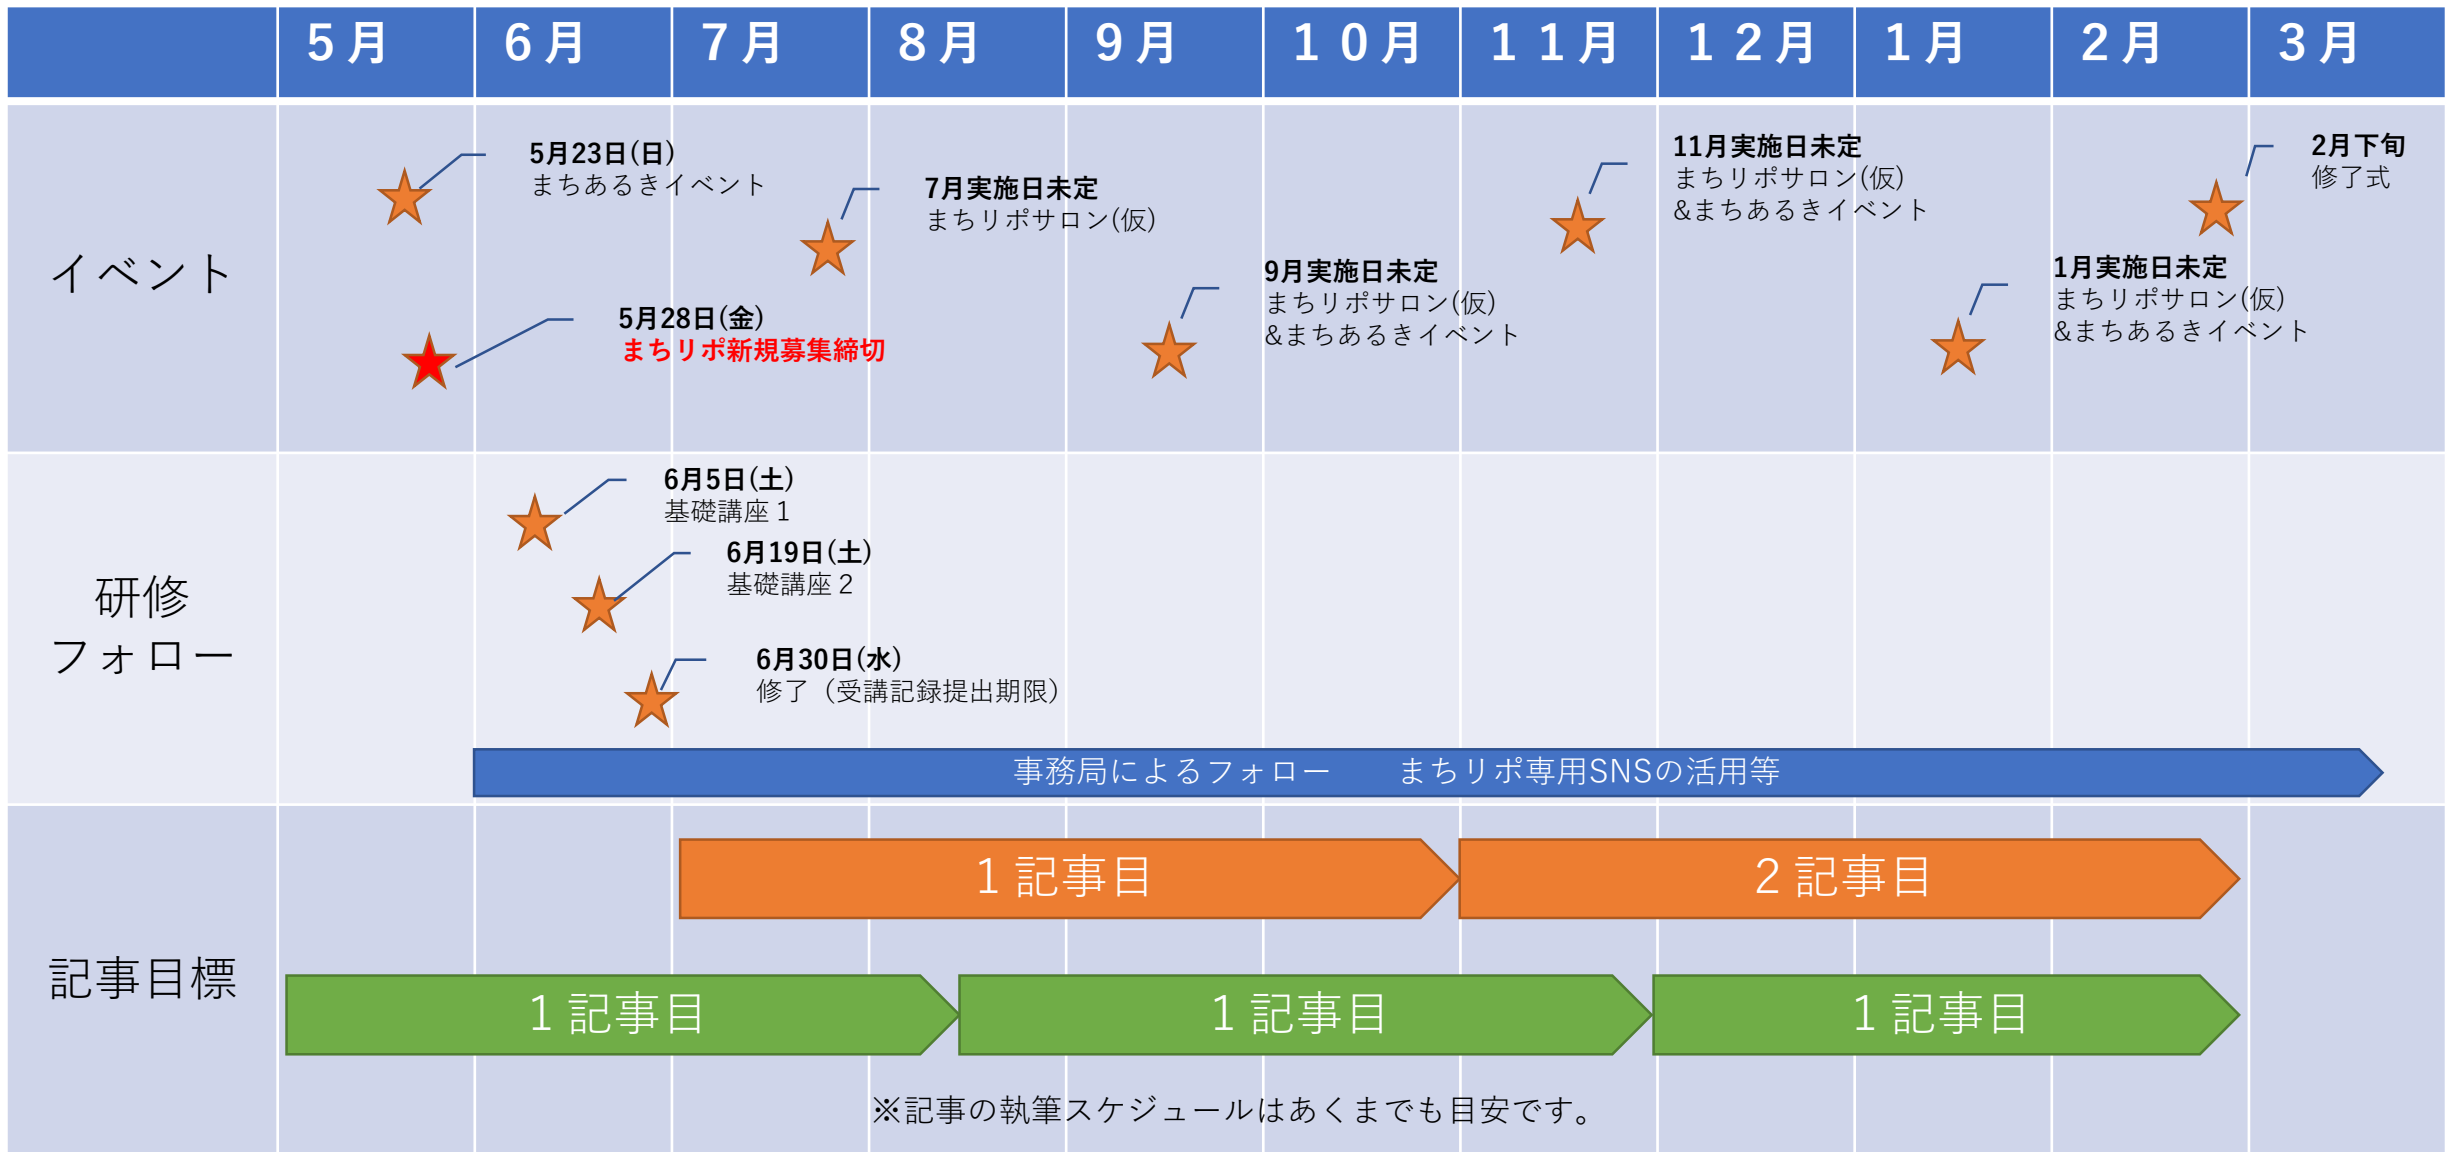 5月 6月 7月 8月 9月 10月 11月 12月 1月 2月 3月
イベント
5月23日(日)
まちあるきイベント
5月28日(金)
まちリポ新規募集締切
7月実施日未定
まちリポサロン(仮)
9月実施日未定
まちリポサロン(仮)
&まちあるきイベント
11月実施日未定
まちリポサロン(仮)
&まちあるきイベント
1月実施日未定
まちリポサロン(仮)
&まちあるきイベント
2月下旬
修了式
研修
フォロー
6月5日(土)
基礎講座1
6月19日(土)
基礎講座2
6月30日(水)
修了（受講記録提出期限）
事務局によるフォロー　　まちリポ専用SNSの活用等
記事目標
1記事目
2記事目
1記事目
1記事目
1記事目
※記事の執筆スケジュールはあくまでも目安です。